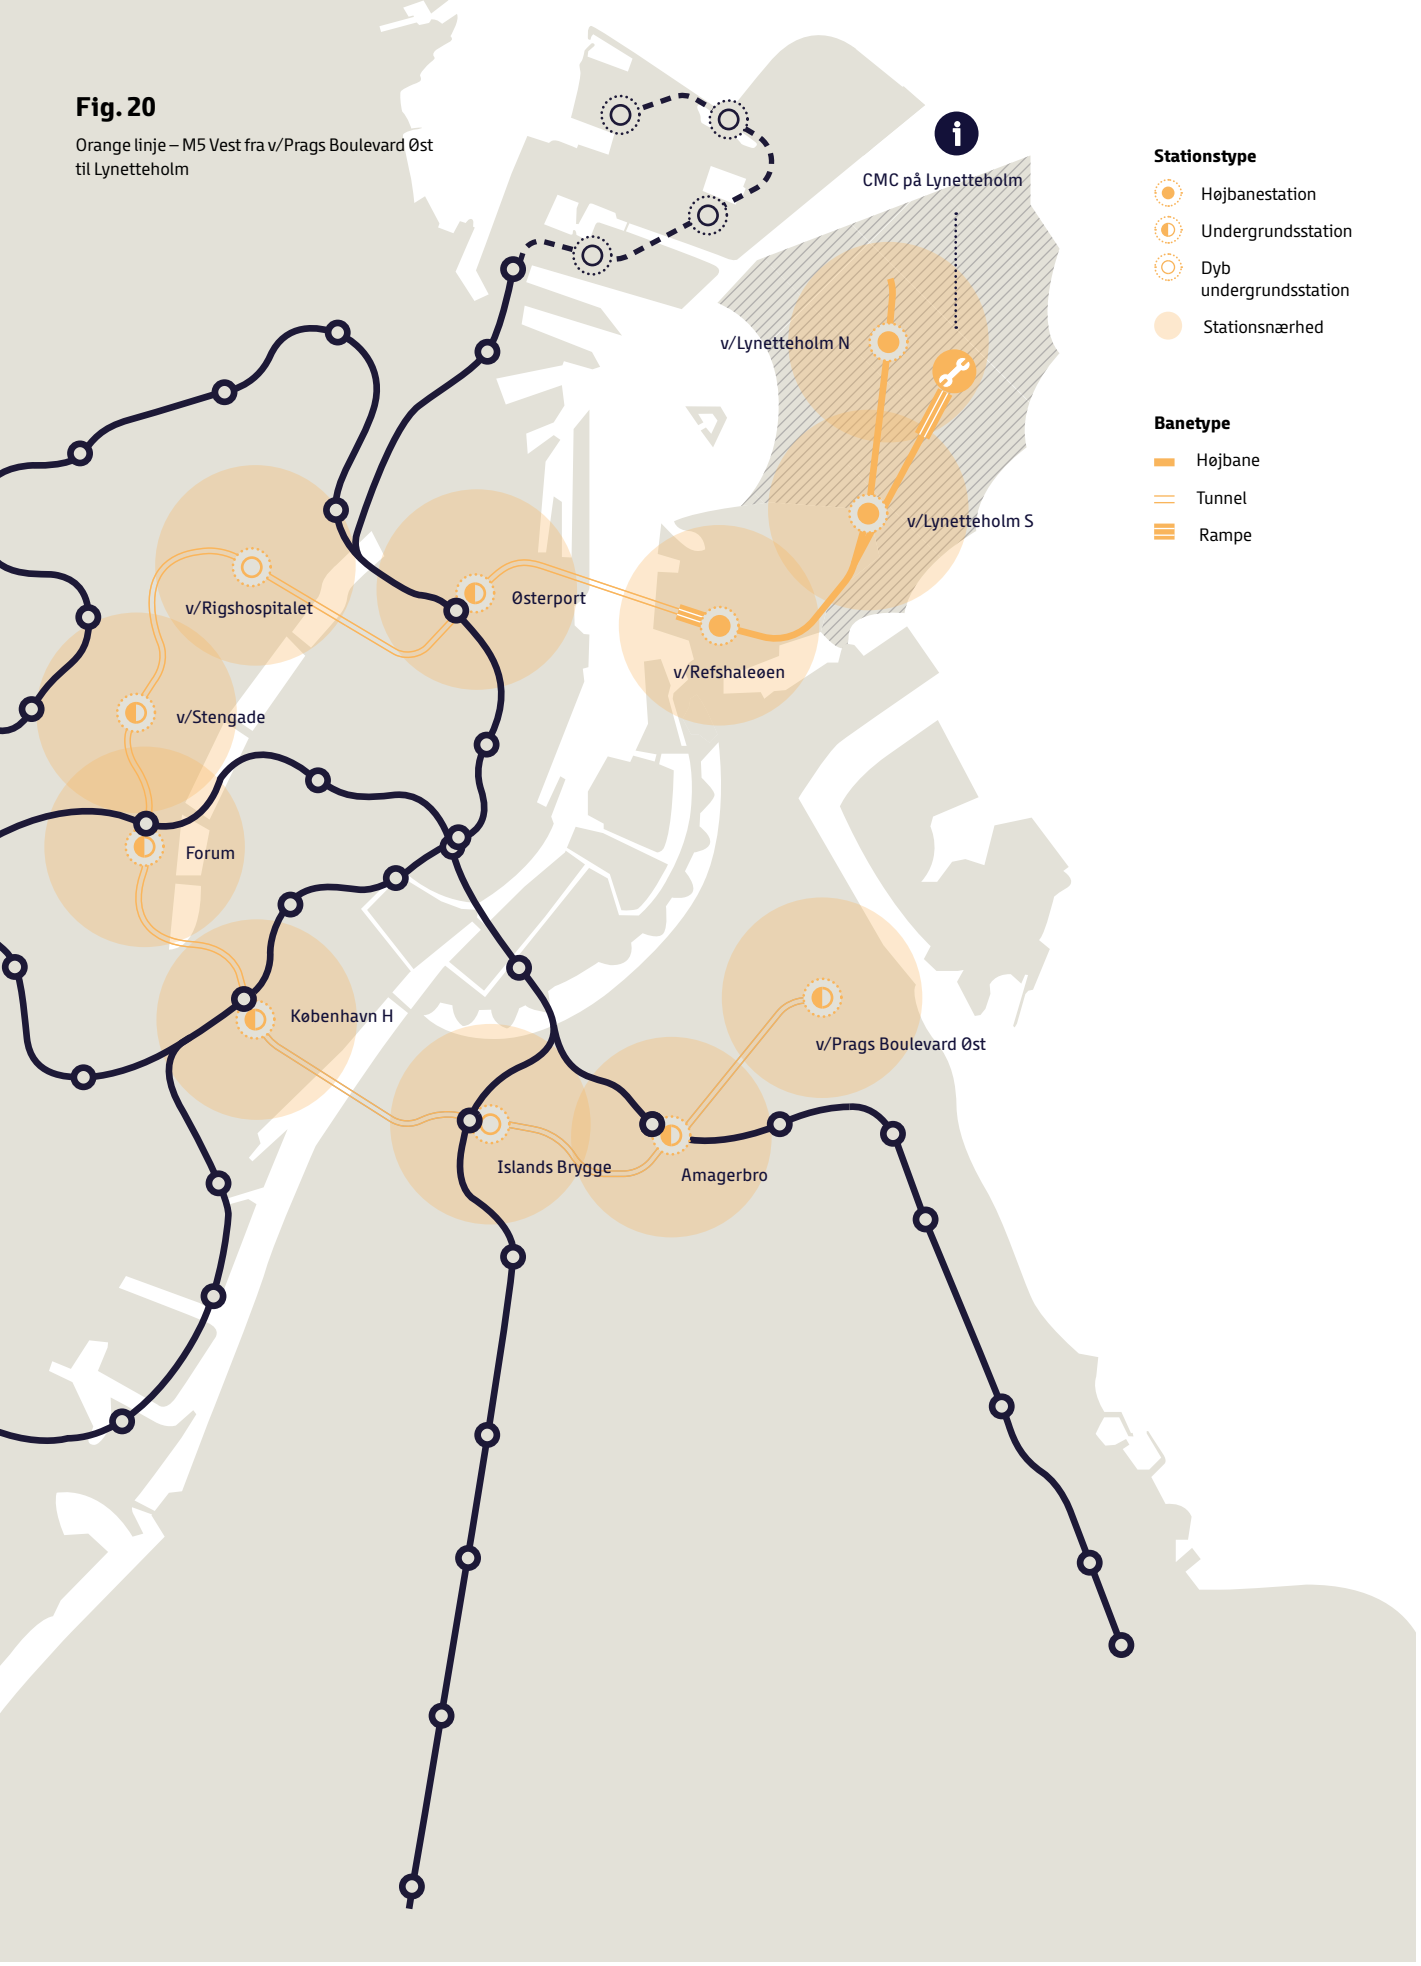 Fig. 20
Orange linje – M5 Vest fra v/Prags Boulevard Øst
til Lynetteholm
i
CMC på Lynetteholm
Stationstype
Højbanestation
Undergrundsstation
Dyb
undergrundsstation
Stationsnærhed
Banetype
Højbane
Tunnel
Rampe
v/Lynetteholm N
v/Lynetteholm S
v/Rigshospitalet
Østerport
v/Refshaleøen
v/Stengade
Forum
København H
v/Prags Boulevard Øst
Islands Brygge
Amagerbro